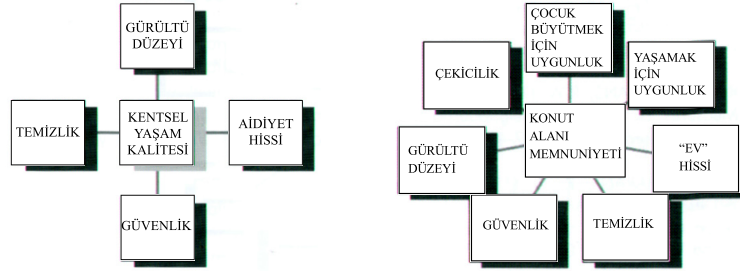 GÜRÜLTÜ
DÜZEYİ
TEMİZLİK
KENTSEL
YAŞAM
KALİTESİ
AİDİYET
HİSSİ
GÜVENLİK
ÇOCUK
BÜYÜTMEK
İÇİN
UYGUNLUK
ÇEKİCİLİK
YAŞAMAK
İÇİN
UYGUNLUK
KONUT
ALANI
MEMNUNİYETİ
GÜRÜLTÜ
DÜZEYİ
“EV”
HİSSİ
GÜVENLİK
TEMİZLİK